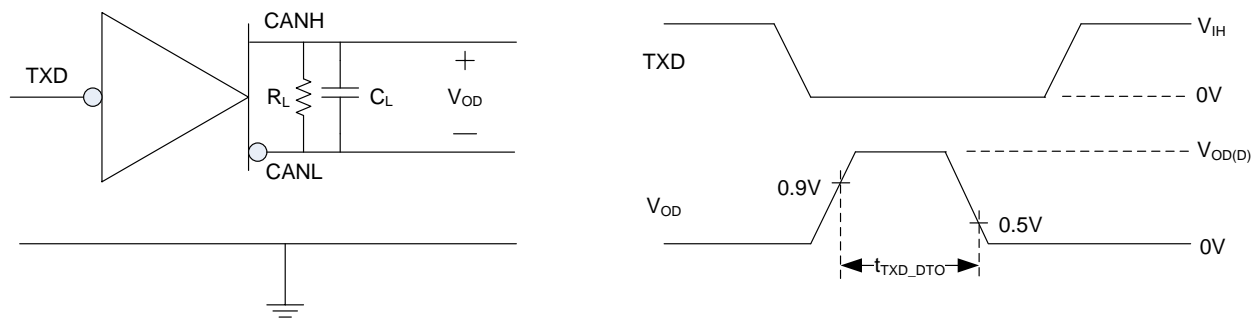 CANH
TXD
R_L
C_L
+
V_OD
—
CANL
V_IH
TXD
0V
V_OD(D)
0.9V
V_OD
0.5V
0V
t_TXD_DTO